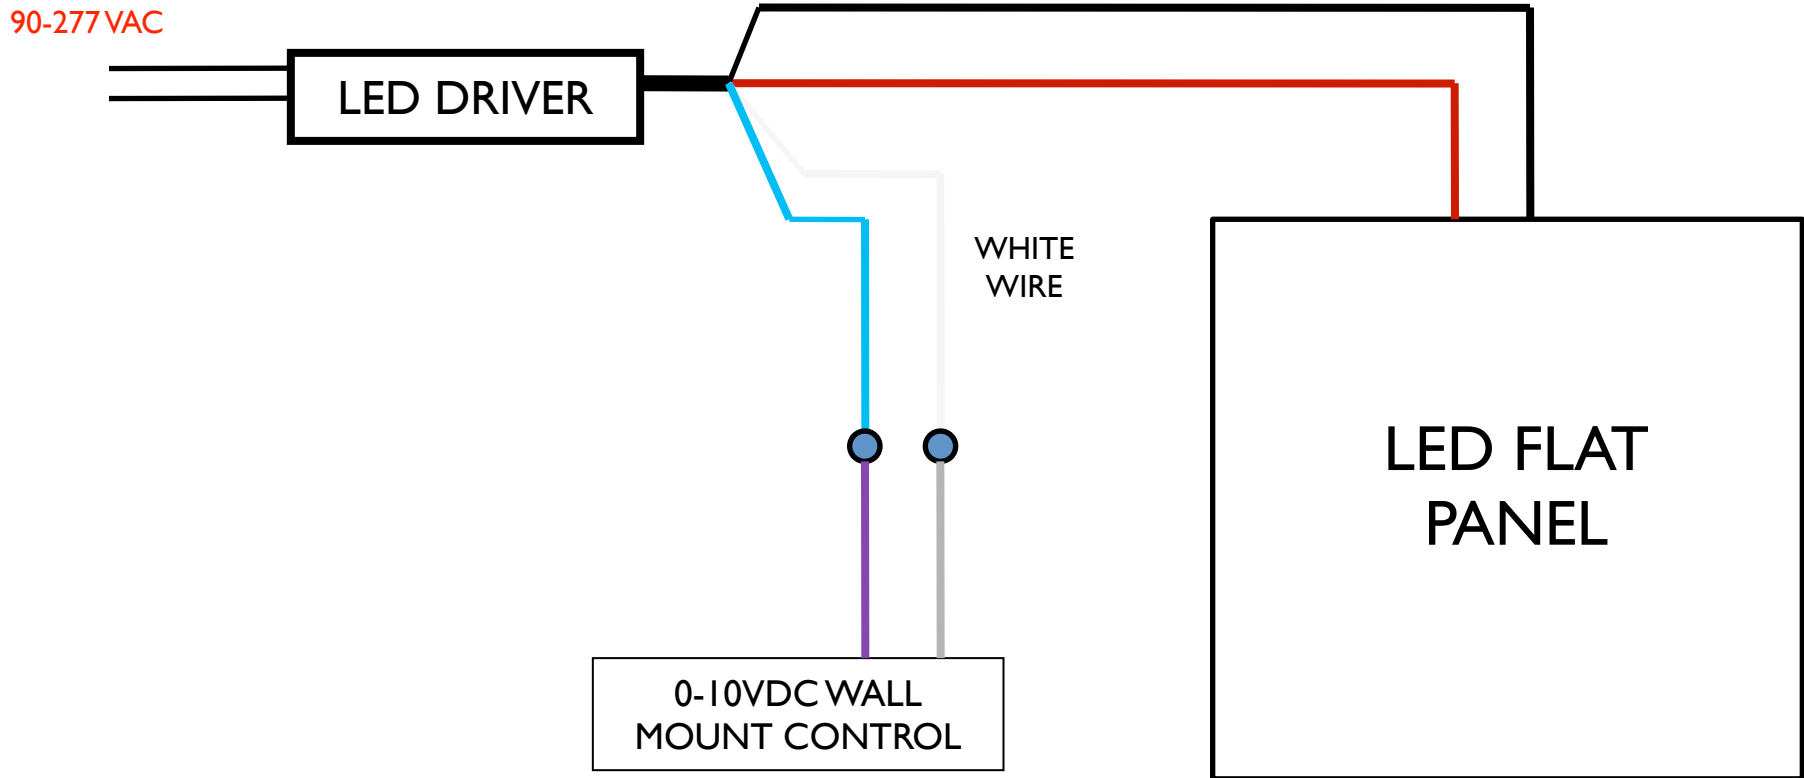 90-277 VAC
LED DRIVER
WHITE
WIRE
LED FLAT
PANEL
0-10VDC WALL
MOUNT CONTROL